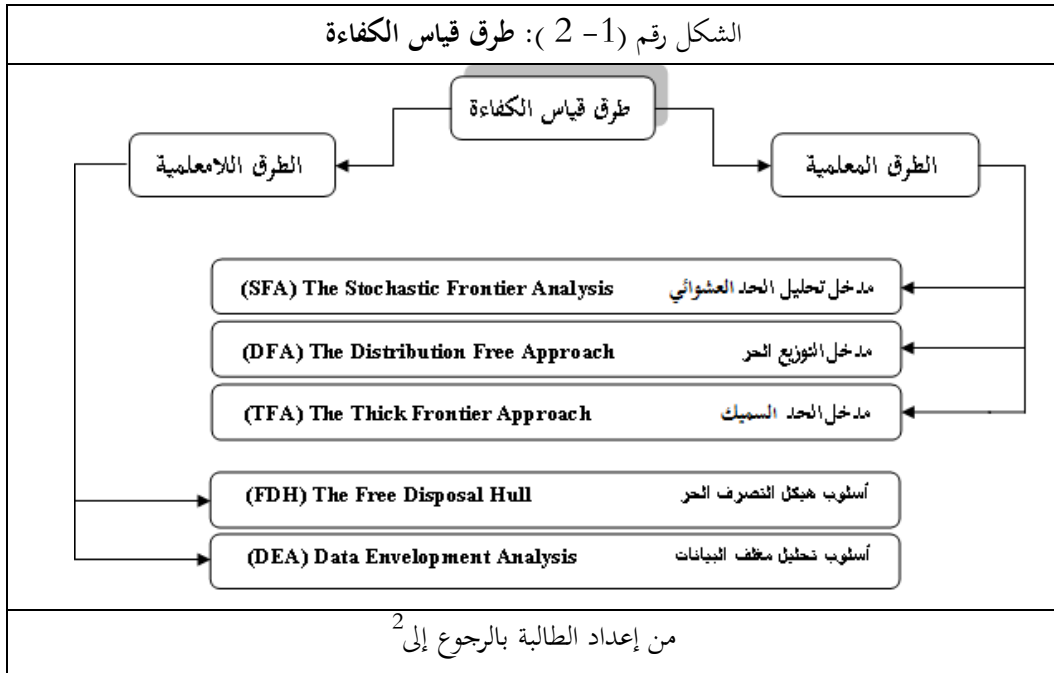 الشكل رقم (1- 2 ): طرق قياس الكفاءة
طرق قياس الكفاءة
الطرق المعلمية
الطرق اللامعلمية
مدخل تحليل الحد العشوائي (SFA) The Stochastic Frontier Analysis
مدخل التوزيع الحر (DFA) The Distribution Free Approach
مدخل الحد السميك (TFA) The Thick Frontier Approach
أسلوب هيكل التصرف الحر (FDH) The Free Disposal Hull
أسلوب تحليل مغلف البيانات (DEA) Data Envelopment Analysis
من إعداد الطالبة بالرجوع إلى2